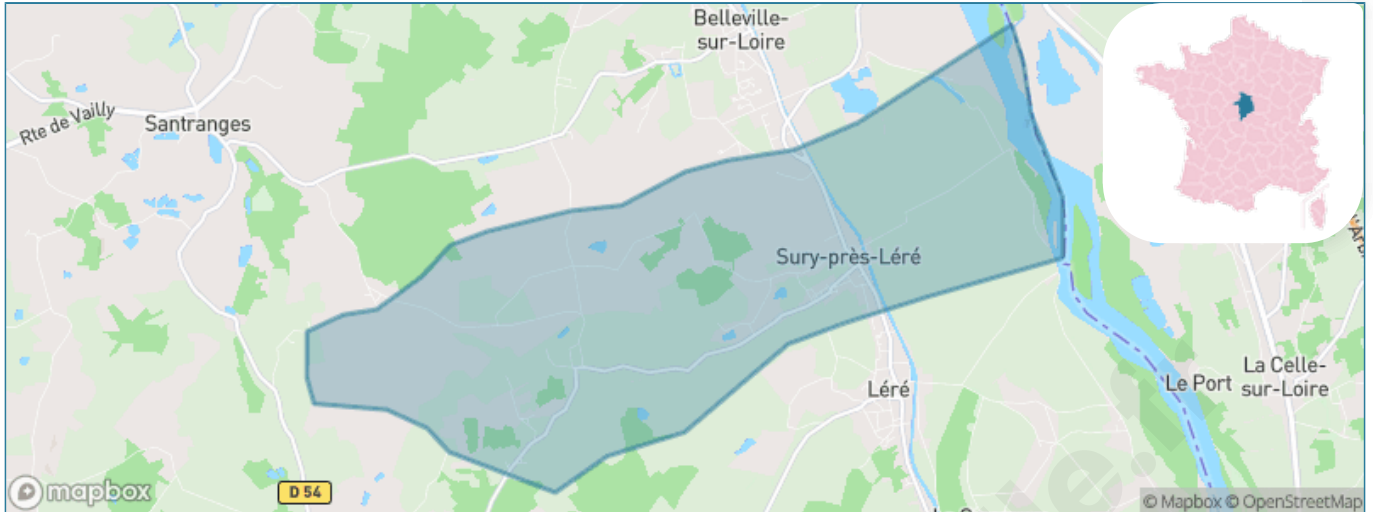 Belleville-
sur-Loire
Rte de Vailly
Santranges
Sury-près-Léré
Léré
Le Port
La Celle-
sur-Loire
D 54
mapbox
© Mapbox © OpenStreetMap